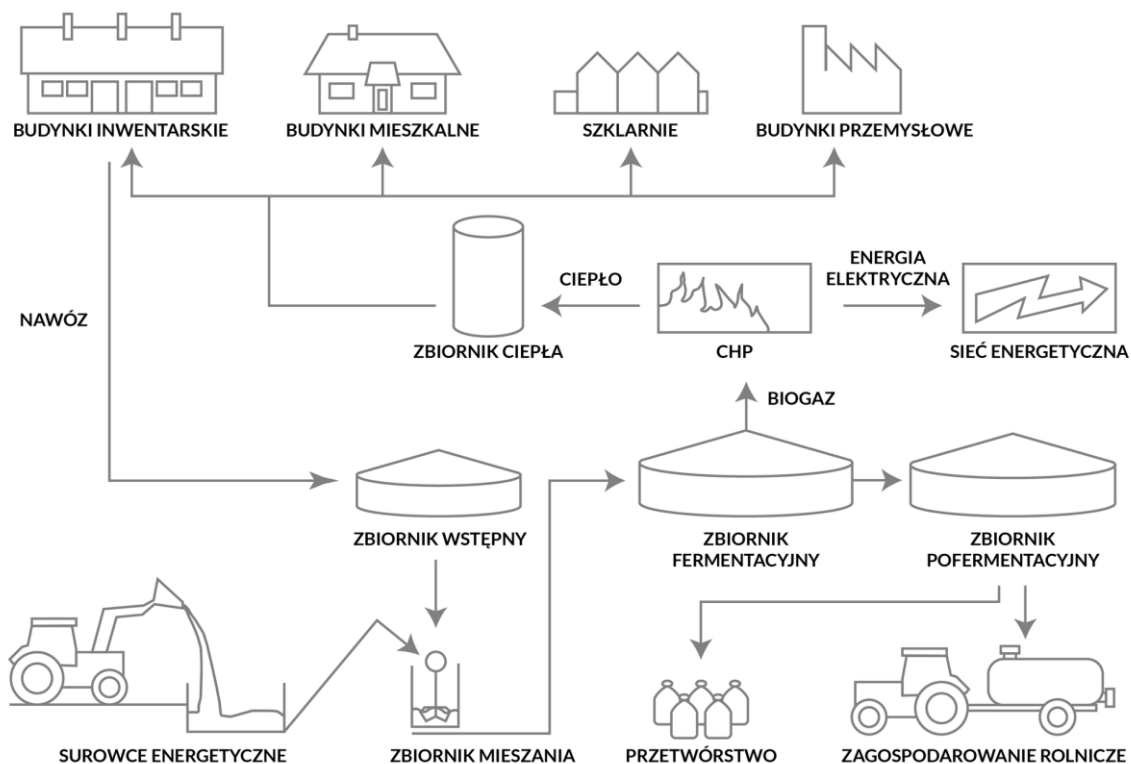 BUDYNKI INWENTARSKIE
BUDYNKI MIESZKALNE
SZKLARNIE
BUDYNKI PRZEMYSŁOWE
NAWÓZ
CIEPŁO
ENERGIA
ELEKTRYCZNA
ZBIORNIK CIEPŁA
CHP
SIEĆ ENERGETYCZNA
BIOGAZ
ZBIORNIK WSTĘPNY
ZBIORNIK
FERMENTACYJNY
ZBIORNIK
POFERMENTACYJNY
SUROWCE ENERGETYCZNE
ZBIORNIK MIESZANIA
PRZETWÓRSTWO
ZAGOSPODAROWANIE ROLNICZE